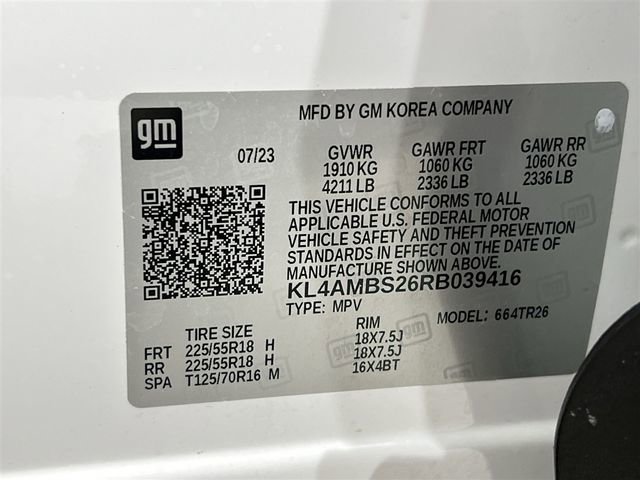 MFD BY GM KOREA COMPANY
gm
07/23
GVWR GAWR FRT GAWR RR
1910 KG 1060 KG 1060 KG
4211 LB 2336 LB 2336 LB
THIS VEHICLE CONFORMS TO ALL
APPLICABLE U.S. FEDERAL MOTOR
VEHICLE SAFETY AND THEFT PREVENTION
STANDARDS IN EFFECT ON THE DATE OF
MANUFACTURE SHOWN ABOVE.
KL4AMBS26RB039416
TYPE: MPV MODEL: 664TR26
TIRE SIZE RIM
FRT 225/55R18 H 18X7.5J
RR 225/55R18 H 18X7.5J
SPA T125/70R16 M 16X4BT